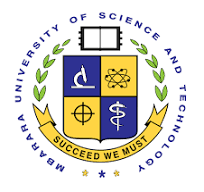 MBARARA UNIVERSITY OF SCIENCE AND TECHNOLOGY
SUCCEED WE MUST